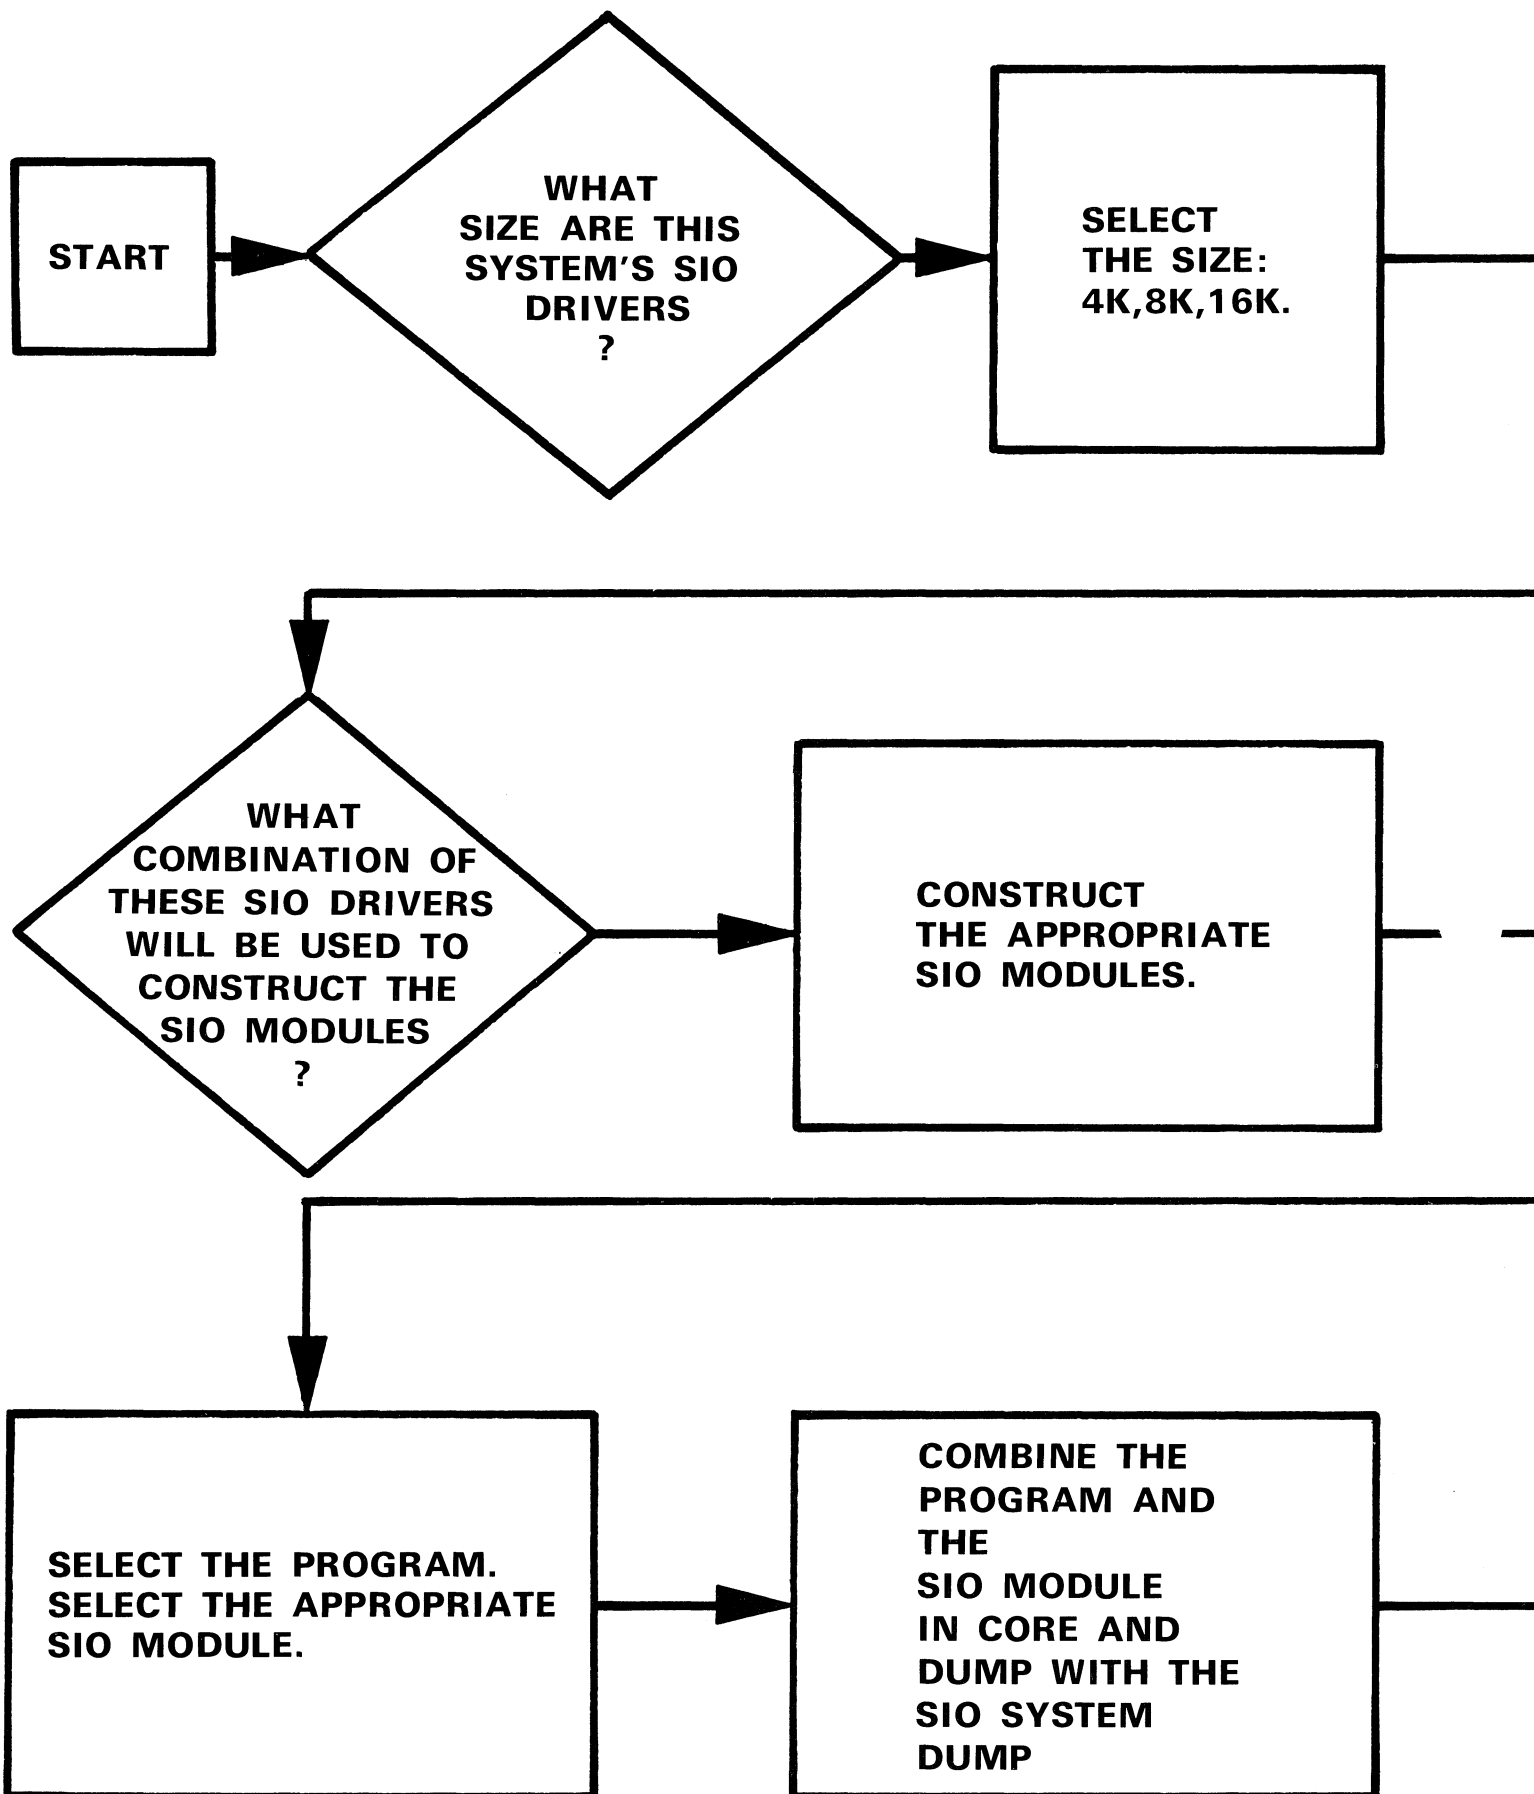 START
WHAT
SIZE ARE THIS
SYSTEM'S SIO
DRIVERS
?
SELECT
THE SIZE:
4K,8K,16K.
WHAT
COMBINATION OF
THESE SIO DRIVERS
WILL BE USED TO
CONSTRUCT THE
SIO MODULES
?
CONSTRUCT
THE APPROPRIATE
SIO MODULES.
SELECT THE PROGRAM.
SELECT THE APPROPRIATE
SIO MODULE.
COMBINE THE
PROGRAM AND
THE
SIO MODULE
IN CORE AND
DUMP WITH THE
SIO SYSTEM
DUMP